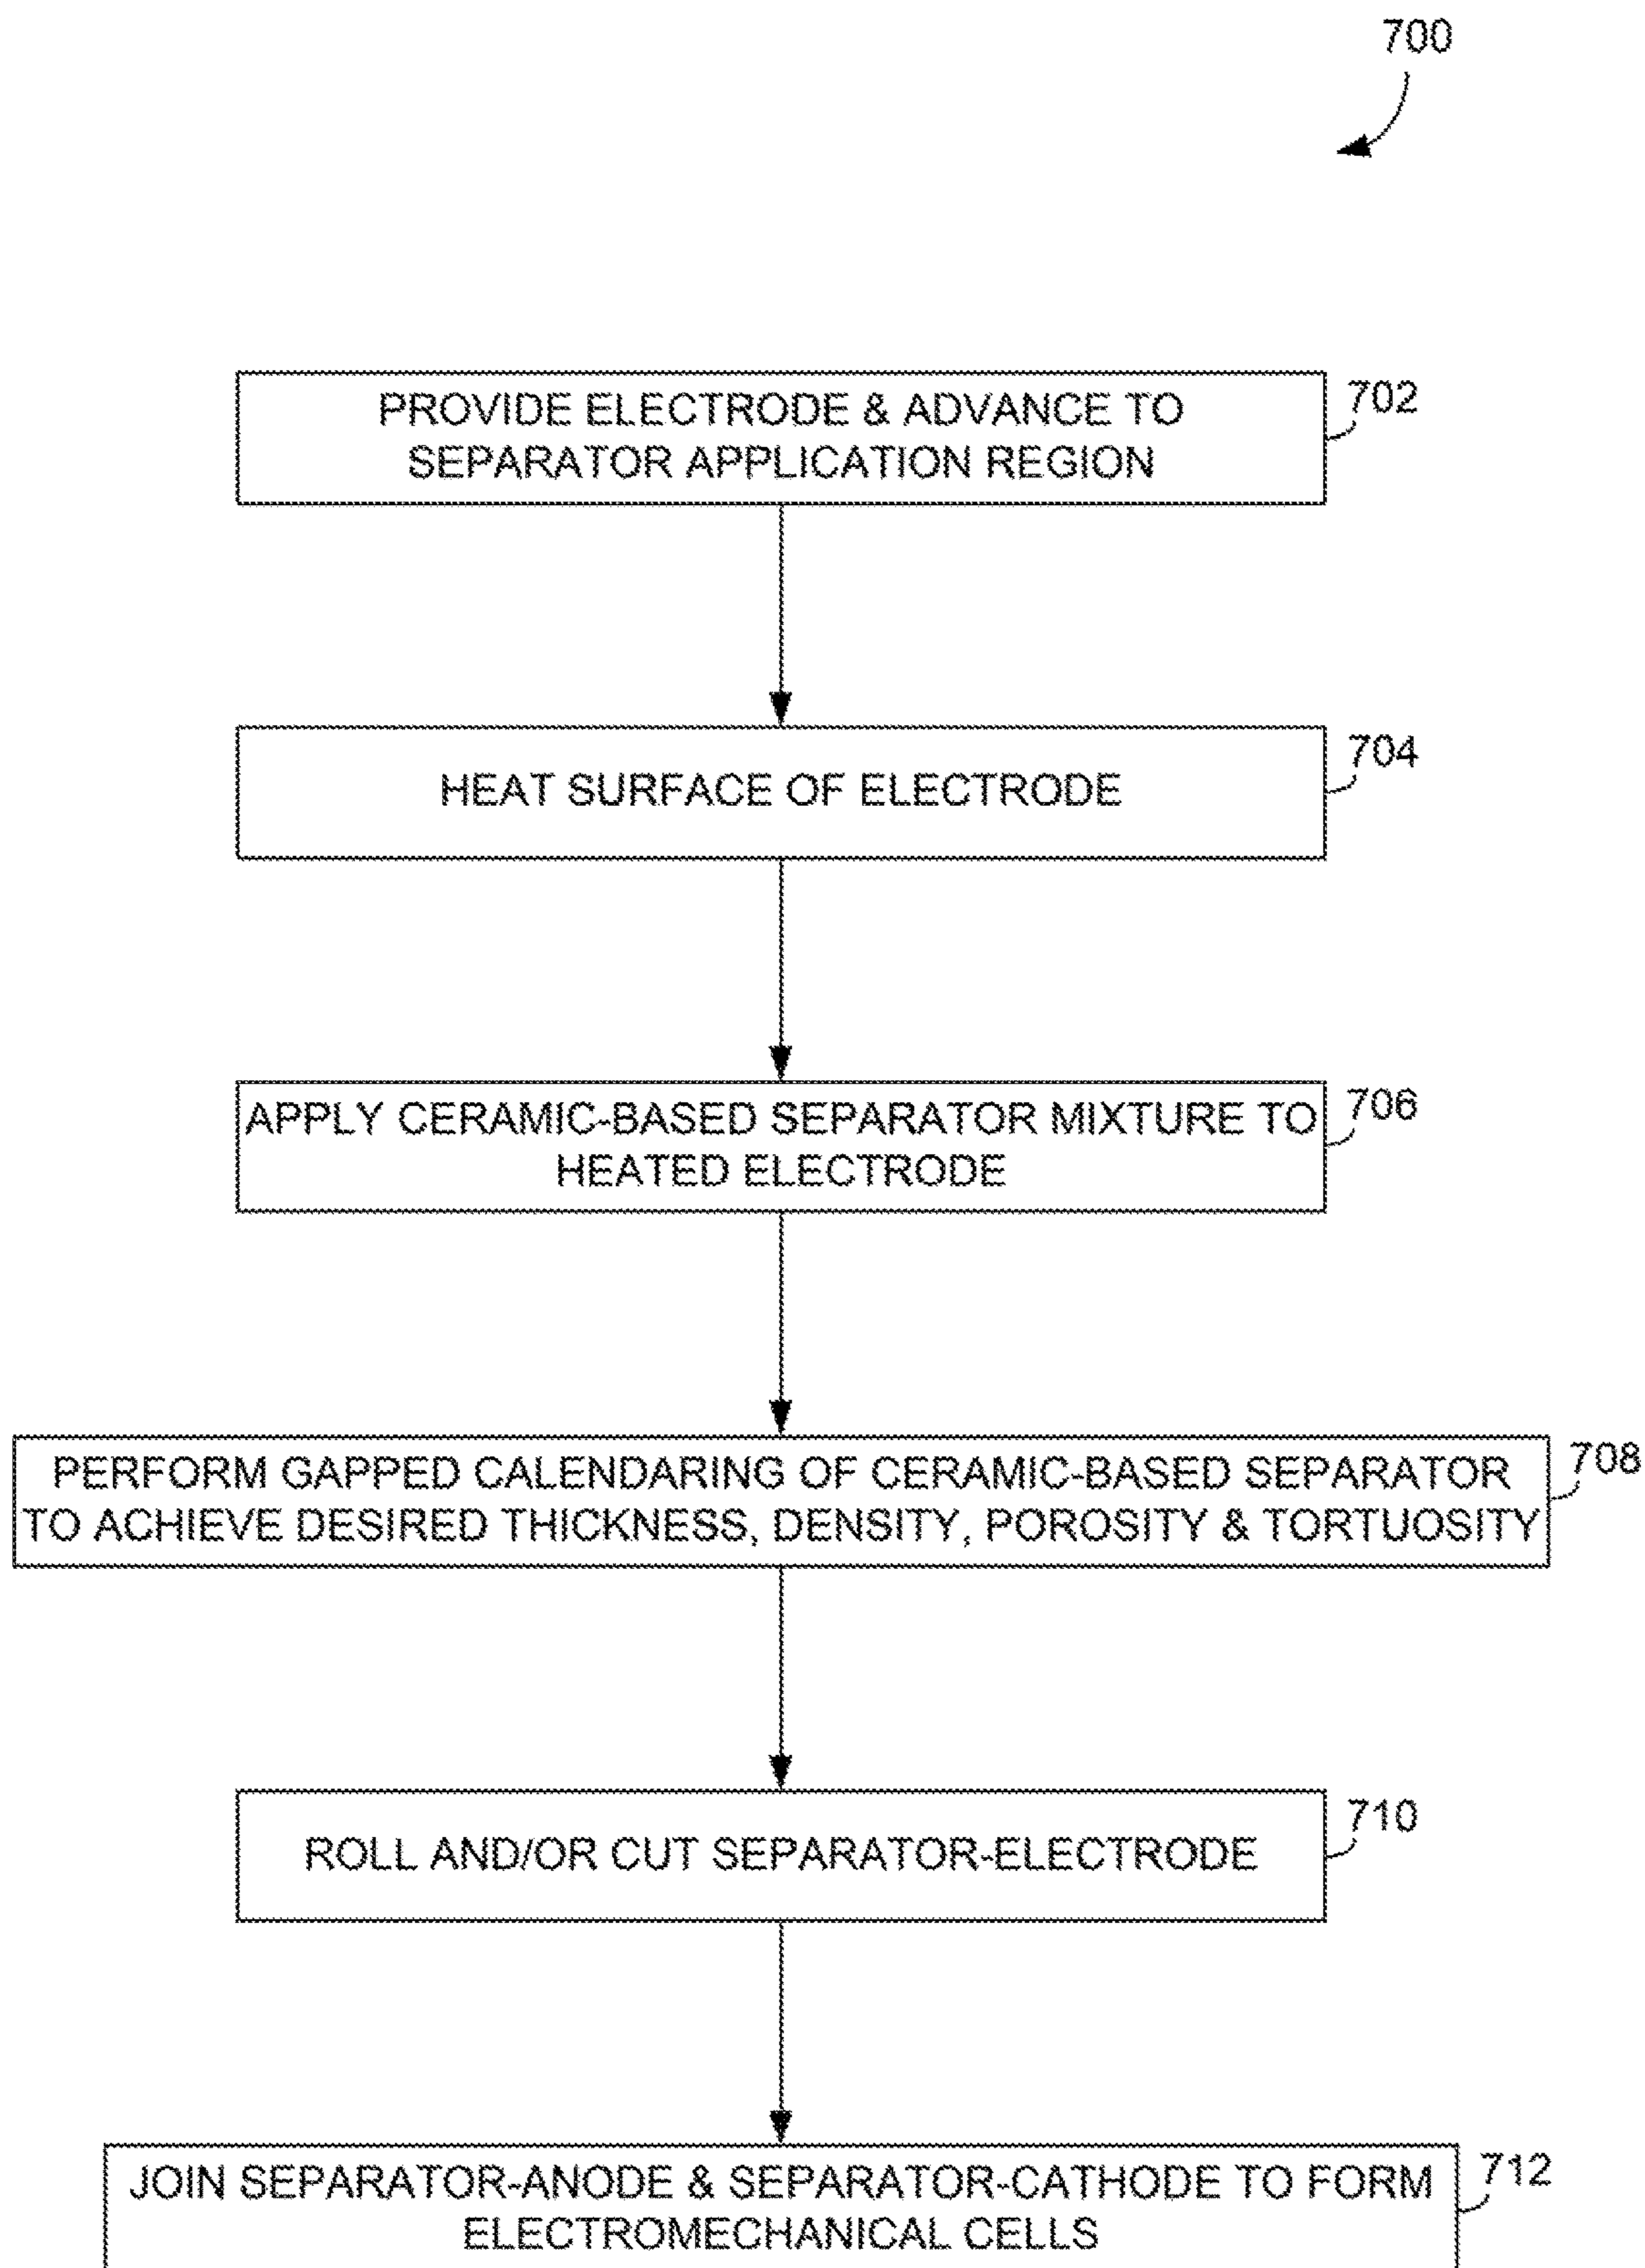 700
PROVIDE ELECTRODE & ADVANCE TO
SEPARATOR APPLICATION REGION
702
HEAT SURFACE OF ELECTRODE
704
APPLY CERAMIC-BASED SEPARATOR MIXTURE TO
HEATED ELECTRODE
706
PERFORM GAPPED CALENDARING OF CERAMIC-BASED SEPARATOR
TO ACHIEVE DESIRED THICKNESS, DENSITY, POROSITY & TORTUOSITY
708
ROLL AND/OR CUT SEPARATOR-ELECTRODE
710
JOIN SEPARATOR-ANODE & SEPARATOR-CATHODE TO FORM
ELECTROMECHANICAL CELLS
712